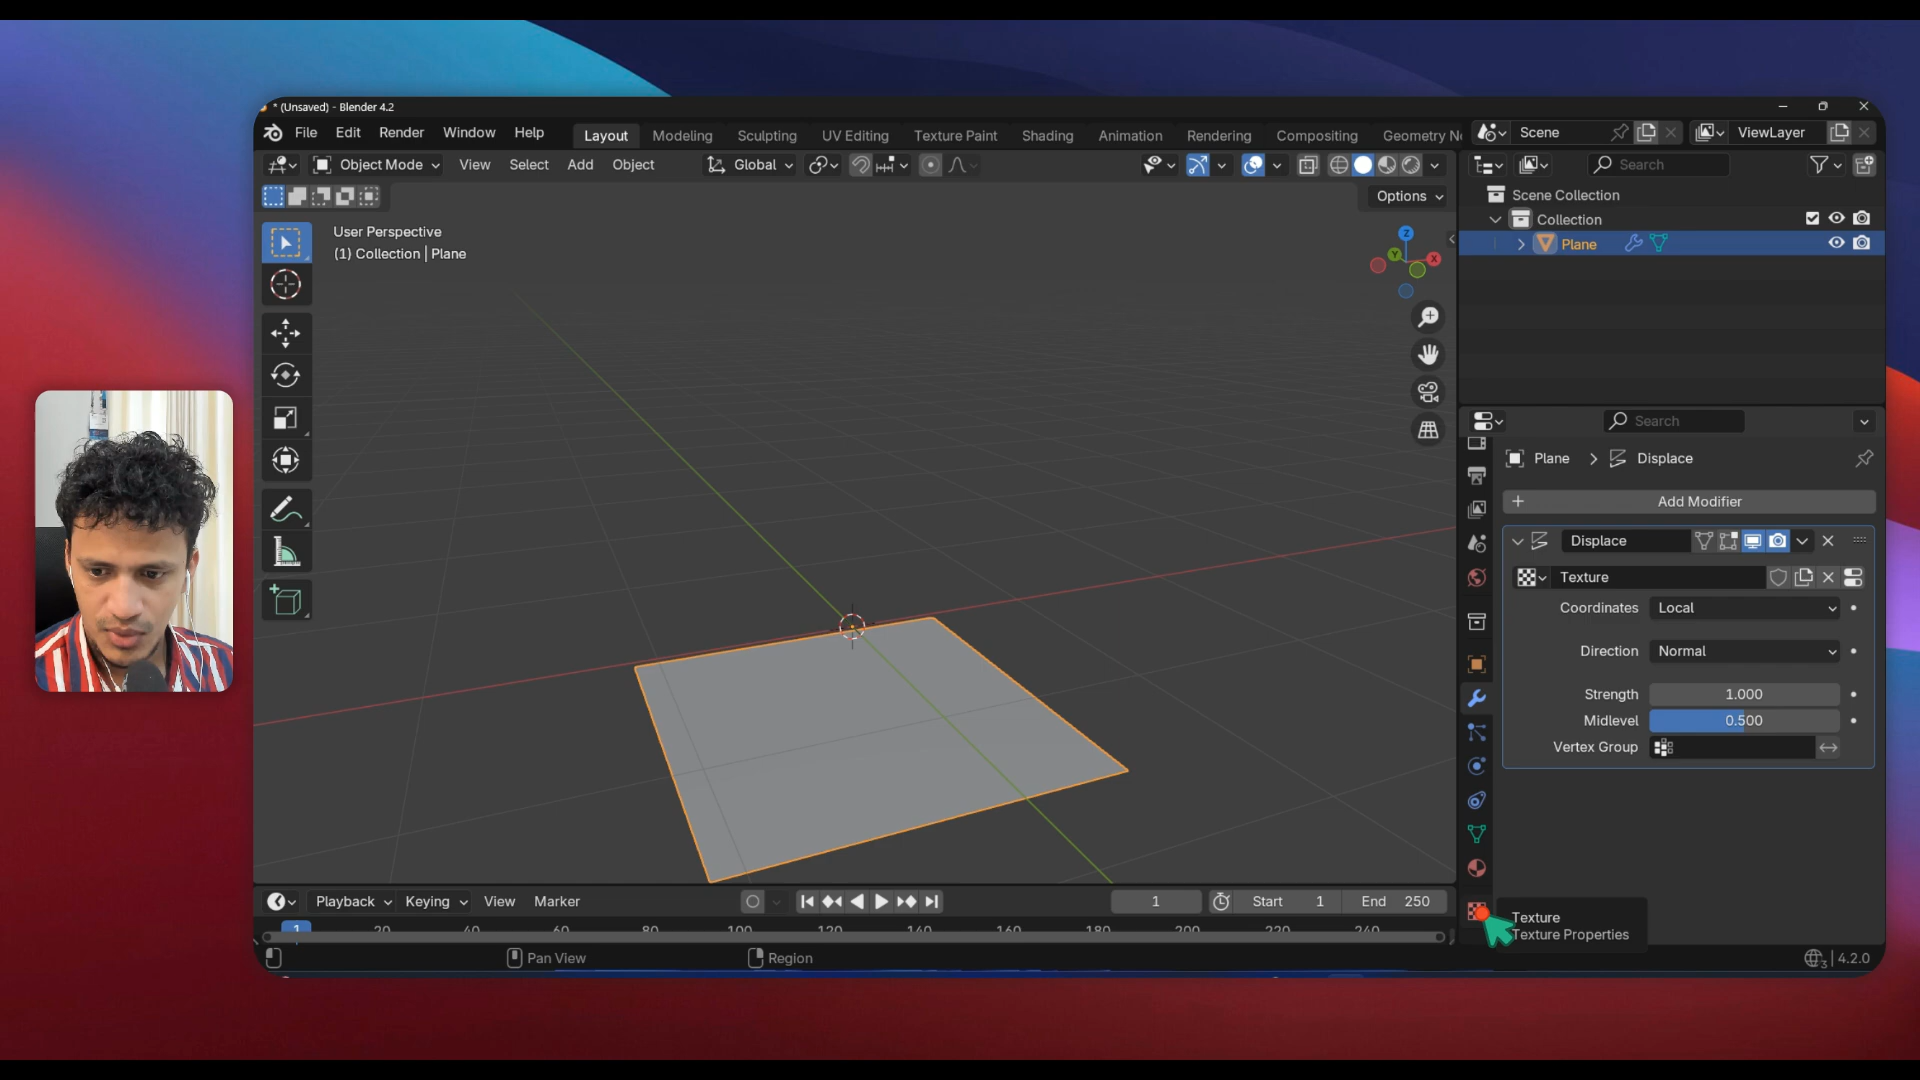 * (Unsaved) - Blender 4.2
File Edit Render Window Help
Layout Modeling Sculpting UV Editing Texture Paint Shading Animation Rendering Compositing Geometry
Scene ViewLayer
Object Mode View Select Add Object Global
Search
Options
User Perspective
(1) Collection | Plane
Z
Y
X
Scene Collection
Collection
Plane
Search
Plane > Displace
+ Add Modifier
Displace
Texture
Coordinates Local
Direction Normal
Strength 1.000
Midlevel 0.500
Vertex Group
Texture
Texture Properties
Playback Keying View Marker
1 Start 1 End 250
1 20 40 60 80 100 120 140 160 180 200 220 240
Pan View Region
3 | 4.2.0